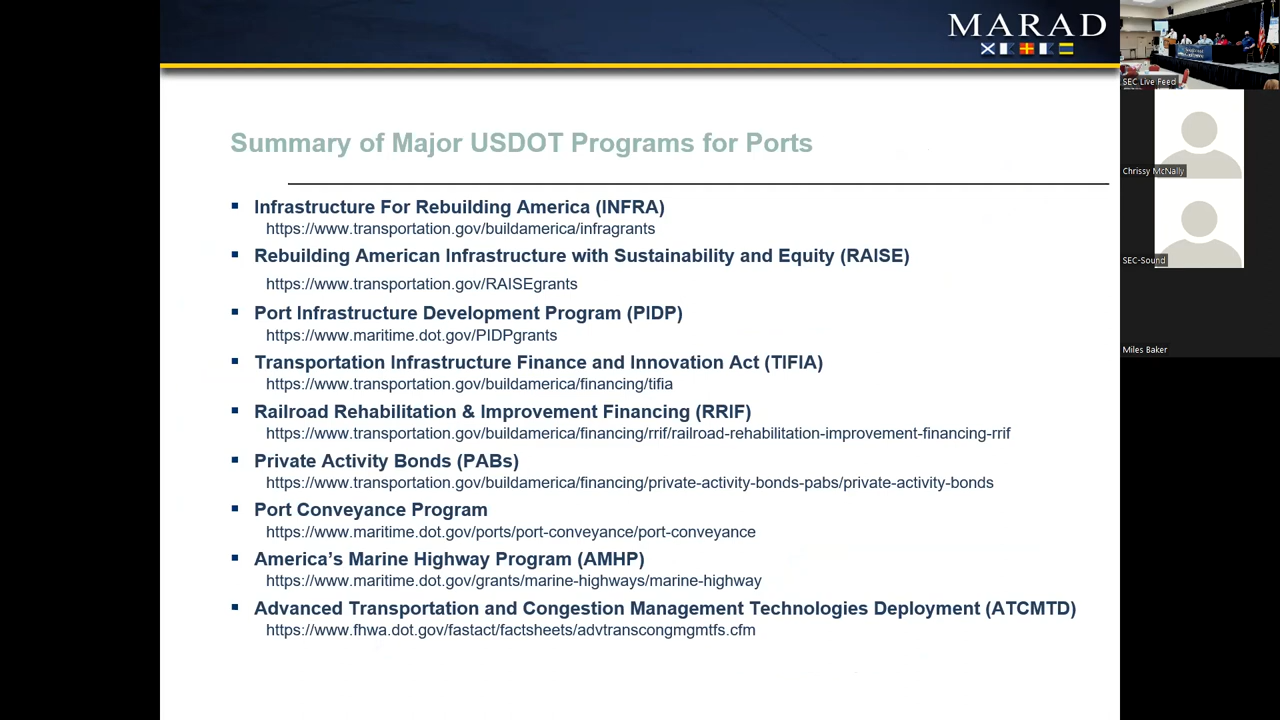 MARAD
Summary of Major USDOT Programs for Ports
▪ Infrastructure For Rebuilding America (INFRA)
https://www.transportation.gov/buildamerica/infragrants
▪ Rebuilding American Infrastructure with Sustainability and Equity (RAISE)
https://www.transportation.gov/RAISEgrants
▪ Port Infrastructure Development Program (PIDP)
https://www.maritime.dot.gov/PIDPgrants
▪ Transportation Infrastructure Finance and Innovation Act (TIFIA)
https://www.transportation.gov/buildamerica/financing/tifia
▪ Railroad Rehabilitation & Improvement Financing (RRIF)
https://www.transportation.gov/buildamerica/financing/rrif/railroad-rehabilitation-improvement-financing-rrif
▪ Private Activity Bonds (PABs)
https://www.transportation.gov/buildamerica/financing/private-activity-bonds-pabs/private-activity-bonds
▪ Port Conveyance Program
https://www.maritime.dot.gov/ports/port-conveyance/port-conveyance
▪ America’s Marine Highway Program (AMHP)
https://www.maritime.dot.gov/grants/marine-highways/marine-highway
▪ Advanced Transportation and Congestion Management Technologies Deployment (ATCMTD)
https://www.fhwa.dot.gov/fastact/factsheets/advtranscongmgmtfs.cfm
SEC Live Feed
Chrissy McNally
SEC-Sound
Miles Baker